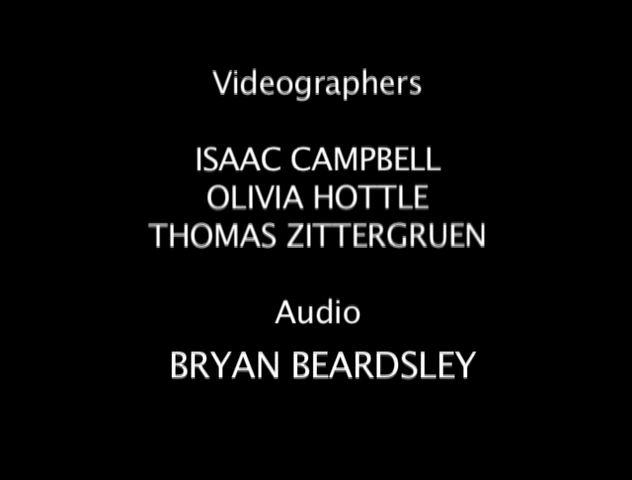 Videographers
ISAAC CAMPBELL
OLIVIA HOTTLE
THOMAS ZITTERGRUEN
Audio
BRYAN BEARDSLEY